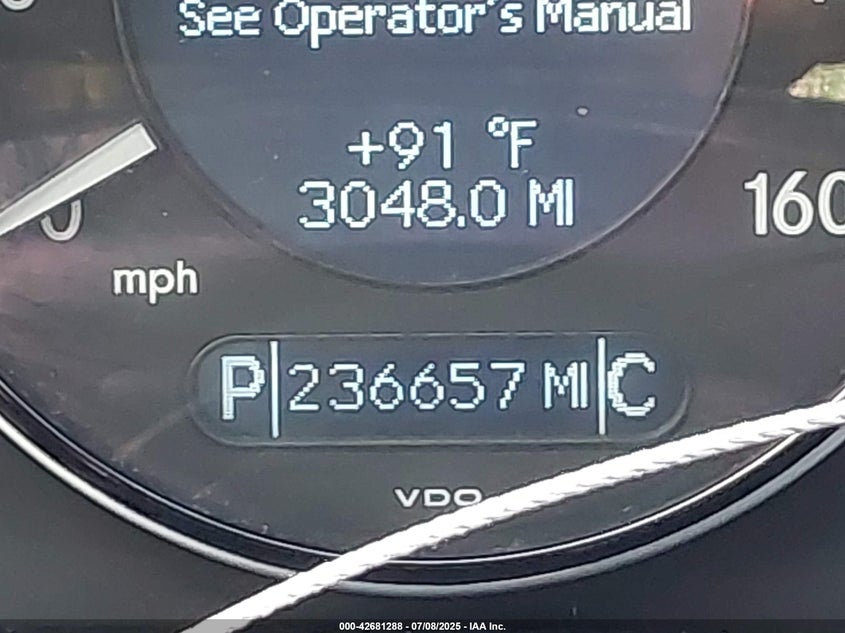 See Operator's Manual
+91 °F
3048.0 MI
0
160
mph
P 236657 MI C
VDO
000-42681288 - 07/08/2025 - IAA Inc.